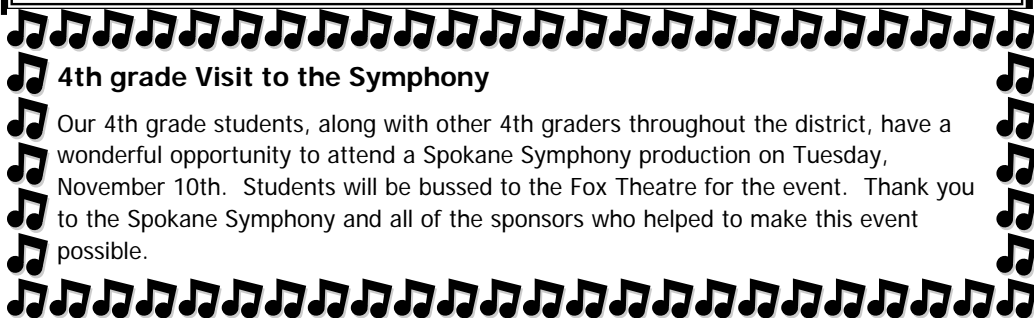 4th grade Visit to the Symphony
Our 4th grade students, along with other 4th graders throughout the district, have a
wonderful opportunity to attend a Spokane Symphony production on Tuesday,
November 10th.  Students will be bussed to the Fox Theatre for the event.  Thank you
to the Spokane Symphony and all of the sponsors who helped to make this event
possible.